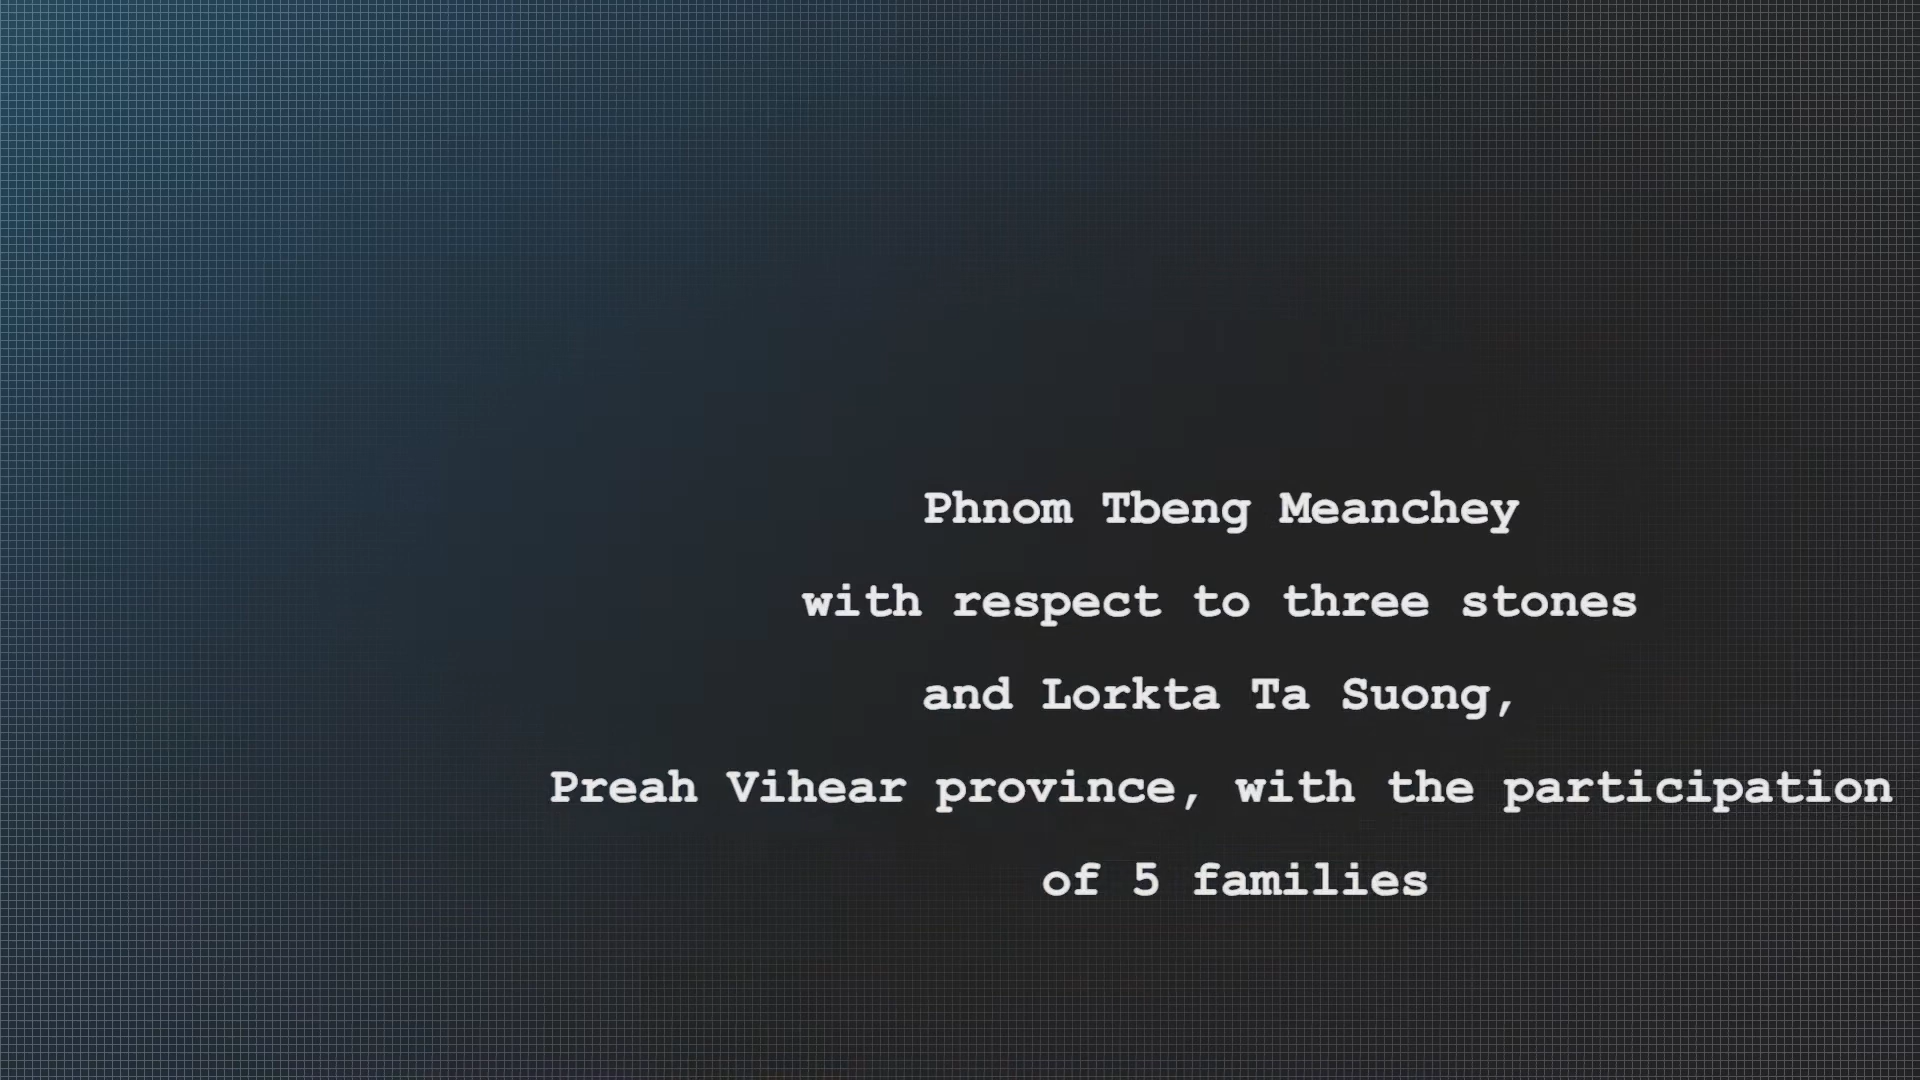 Phnom Tbeng Meanchey
with respect to three stones
and Lorkta Ta Suong,
Preah Vihear province, with the participation
of 5 families